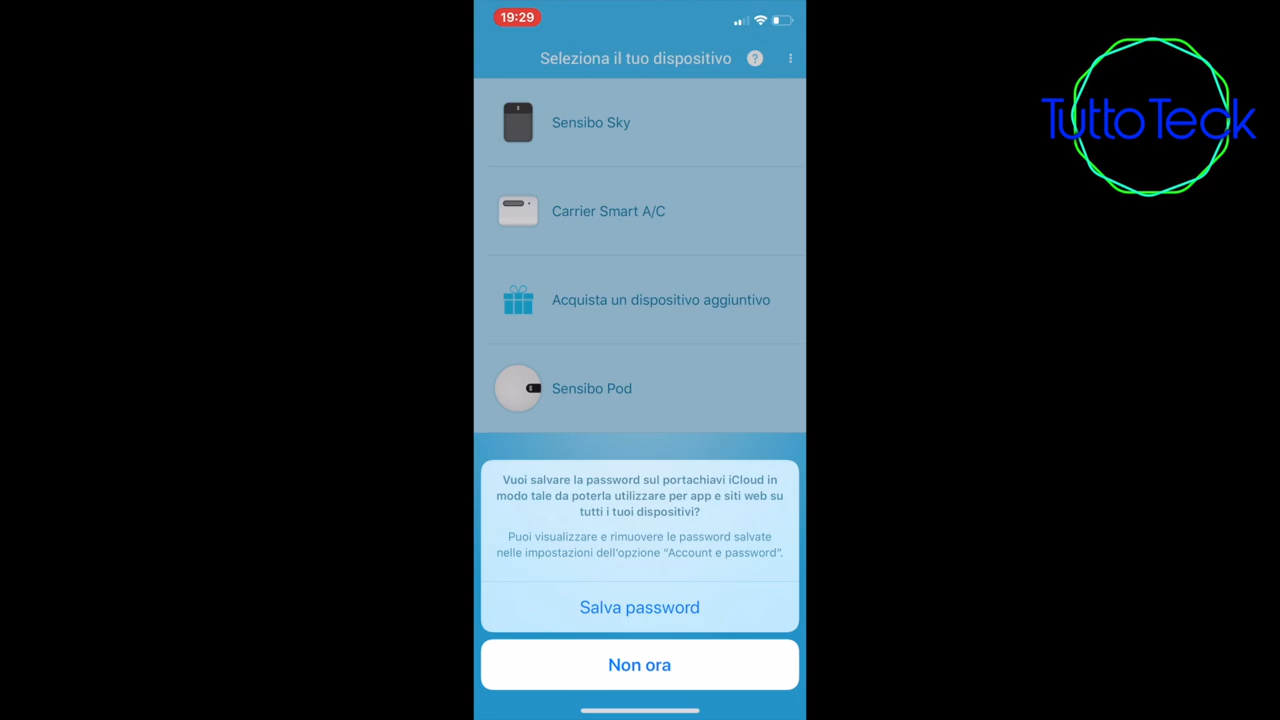 19:29
Seleziona il tuo dispositivo ?
TuttoTeck
Sensibo Sky
Carrier Smart A/C
Acquista un dispositivo aggiuntivo
Sensibo Pod
Vuoi salvare la password sul portachiavi iCloud in
modo tale da poterla utilizzare per app e siti web su
tutti i tuoi dispositivi?
Puoi visualizzare e rimuovere le password salvate
nelle impostazioni dell'opzione “Account e password”.
Salva password
Non ora